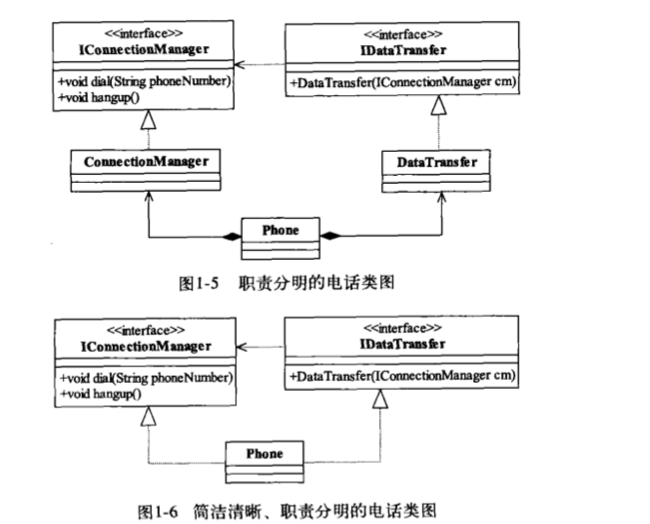 <<interface>>
IConnectionManager
+void dial(String phoneNumber)
+void hangup()
<<interface>>
IDataTransfer
+DataTransfer(IConnectionManager cm)
ConnectionManager
DataTransfer
Phone
图1-5 职责分明的电话类图
<<interface>>
IConnectionManager
+void dial(String phoneNumber)
+void hangup()
<<interface>>
IDataTransfer
+DataTransfer(IConnectionManager cm)
Phone
图1-6 简洁清晰、职责分明的电话类图